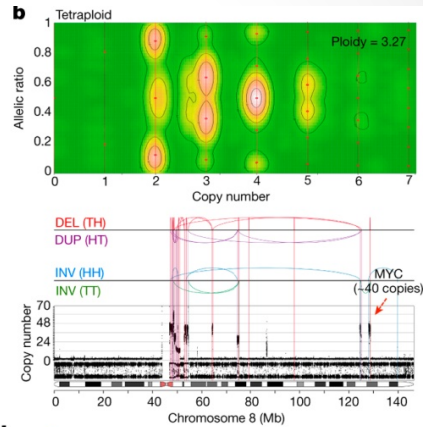 b
Tetraploid
Ploidy = 3.27
Allelic ratio
1
0.8
0.6
0.4
0.2
0
0 1 2 3 4 5 6 7
Copy number
DEL (TH)
DUP (HT)
INV (HH)
INV (TT)
MYC
(~40 copies)
Copy number
70
48
24
0
0 20 40 60 80 100 120 140
Chromosome 8 (Mb)